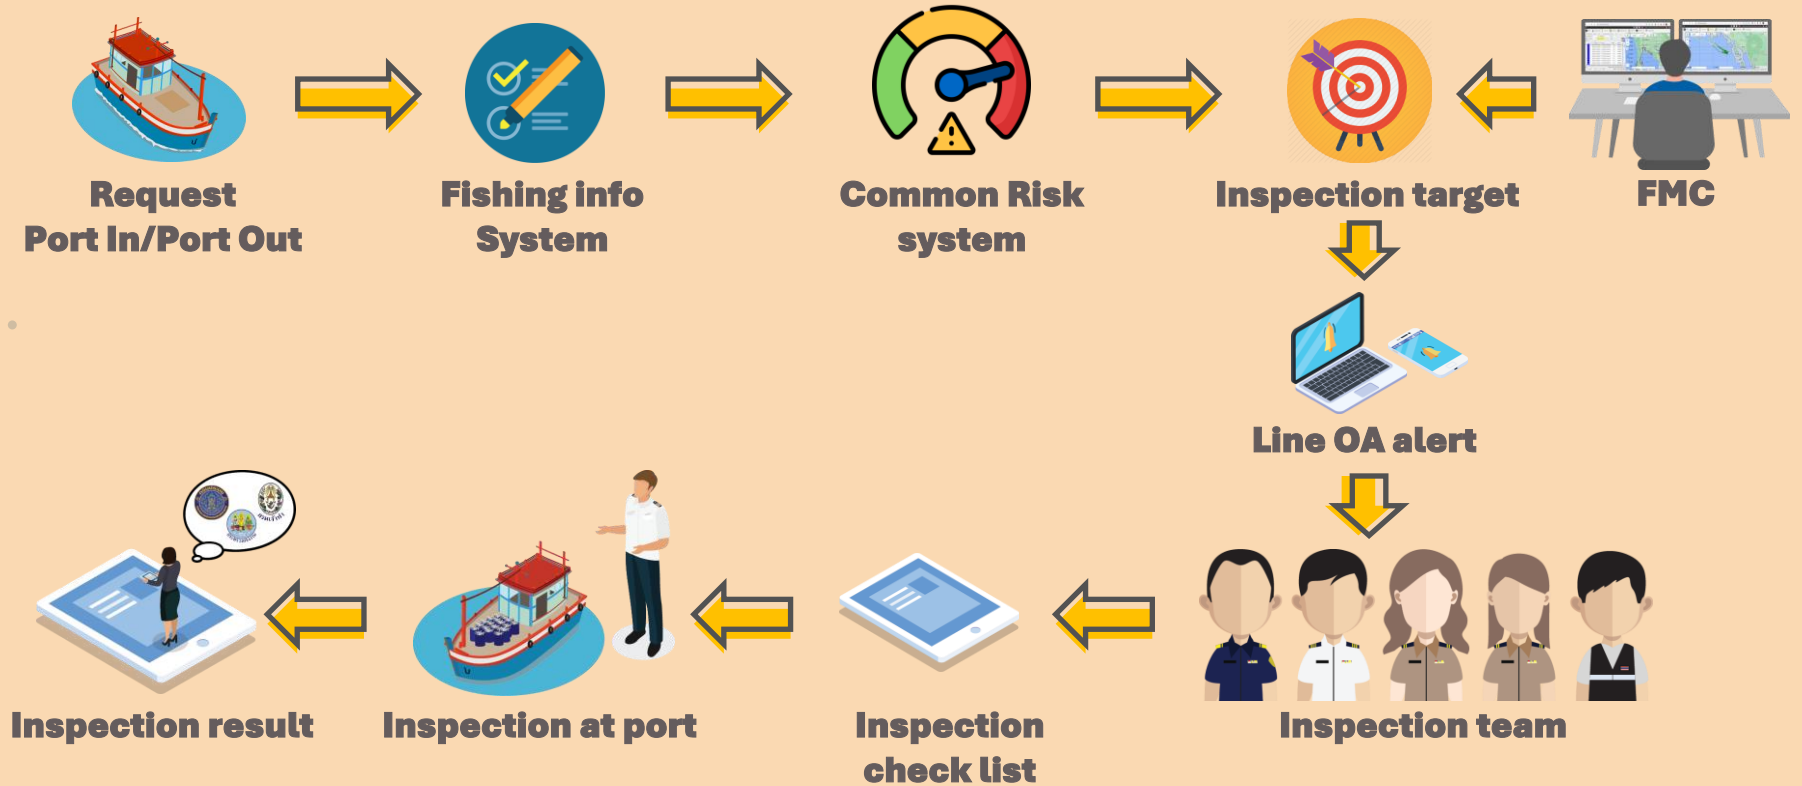 Request
Port In/Port Out
Fishing info
System
Common Risk
system
Inspection target
FMC
Line OA alert
Inspection team
Inspection
check list
Inspection at port
Inspection result